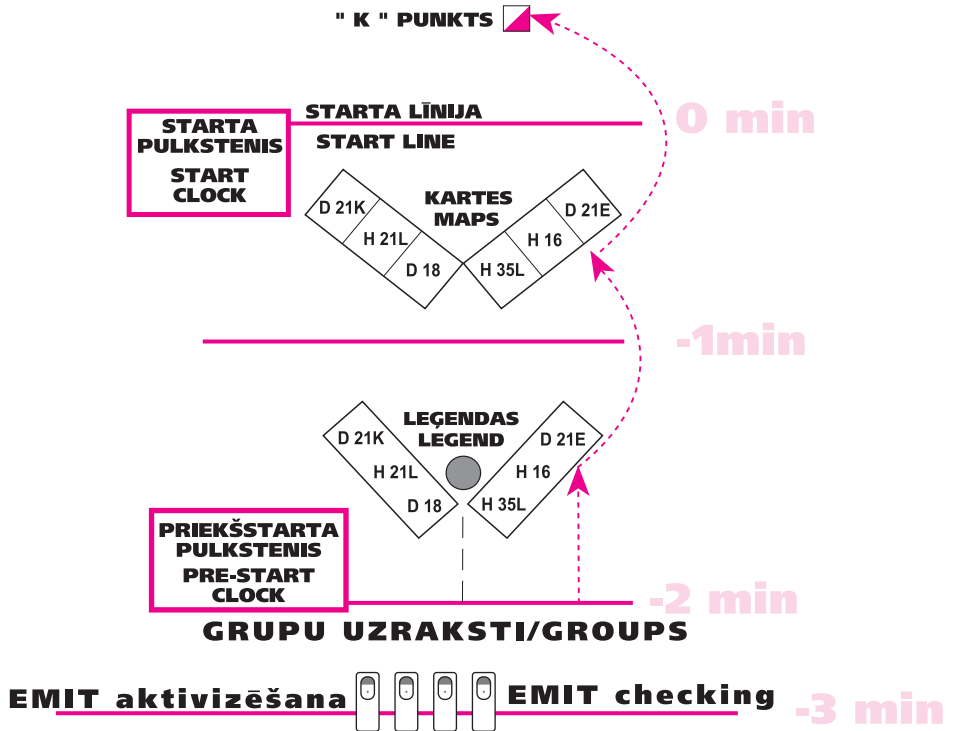 " K " PUNKTS
STARTA LĪNIJA
0 min
STARTA
PULKSTENIS
START
CLOCK
START LINE
KARTES
MAPS
D 21K
H 21L
D 18
H 35L
H 16
D 21E
-1min
LEĢENDAS
LEGEND
D 21K
H 21L
D 18
H 35L
H 16
D 21E
PRIEKŠSTARTA
PULKSTENIS
PRE-START
CLOCK
-2 min
GRUPU UZRAKSTI/GROUPS
EMIT aktivizēšana
EMIT checking
-3 min